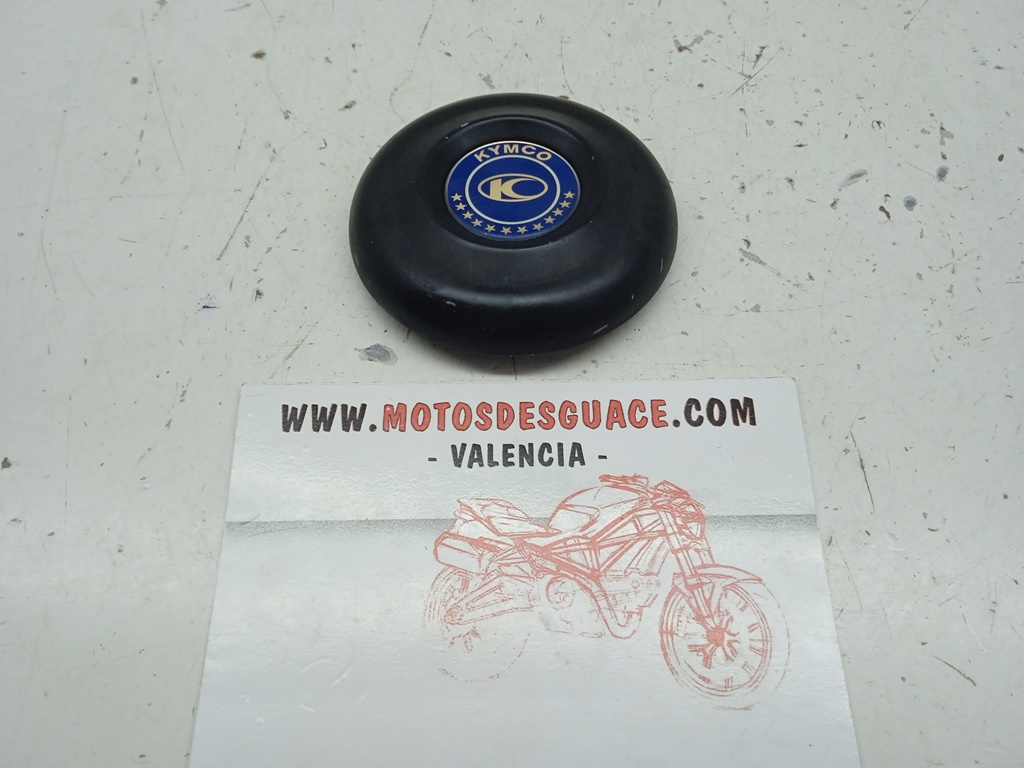 KYMCO
K
WWW.MOTOSDESGUACE.COM
- VALENCIA -